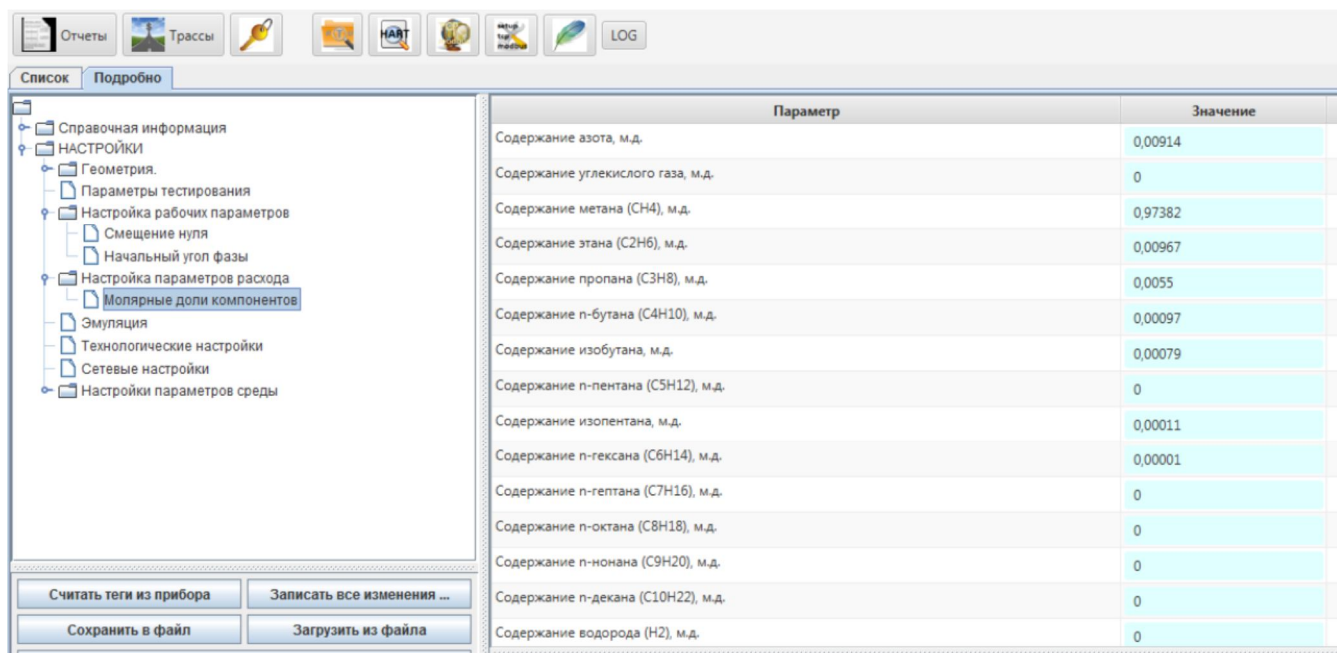 Отчеты
Трассы
HART
setup
tcp
modbus
LOG
Список
Подробно
Справочная информация
НАСТРОЙКИ
Геометрия.
Параметры тестирования
Настройка рабочих параметров
Смещение нуля
Начальный угол фазы
Настройка параметров расхода
Молярные доли компонентов
Эмуляция
Технологические настройки
Сетевые настройки
Настройки параметров среды
Считать теги из прибора
Записать все изменения ...
Сохранить в файл
Загрузить из файла
Параметр Значение
Содержание азота, м.д. 0,00914
Содержание углекислого газа, м.д. 0
Содержание метана (CH4), м.д. 0,97382
Содержание этана (C2H6), м.д. 0,00967
Содержание пропана (C3H8), м.д. 0,0055
Содержание n-бутана (C4H10), м.д. 0,00097
Содержание изобутана, м.д. 0,00079
Содержание n-пентана (C5H12), м.д. 0
Содержание изопентана, м.д. 0,00011
Содержание n-гексана (C6H14), м.д. 0,00001
Содержание n-гептана (C7H16), м.д. 0
Содержание n-октана (C8H18), м.д. 0
Содержание n-нонана (C9H20), м.д. 0
Содержание n-декана (C10H22), м.д. 0
Содержание водорода (H2), м.д. 0